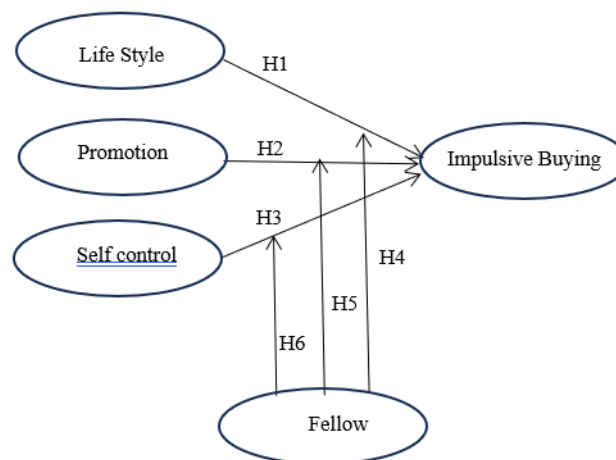 Life Style
H1
Promotion
H2
Impulsive Buying
H3
Self control
H4
H5
H6
Fellow